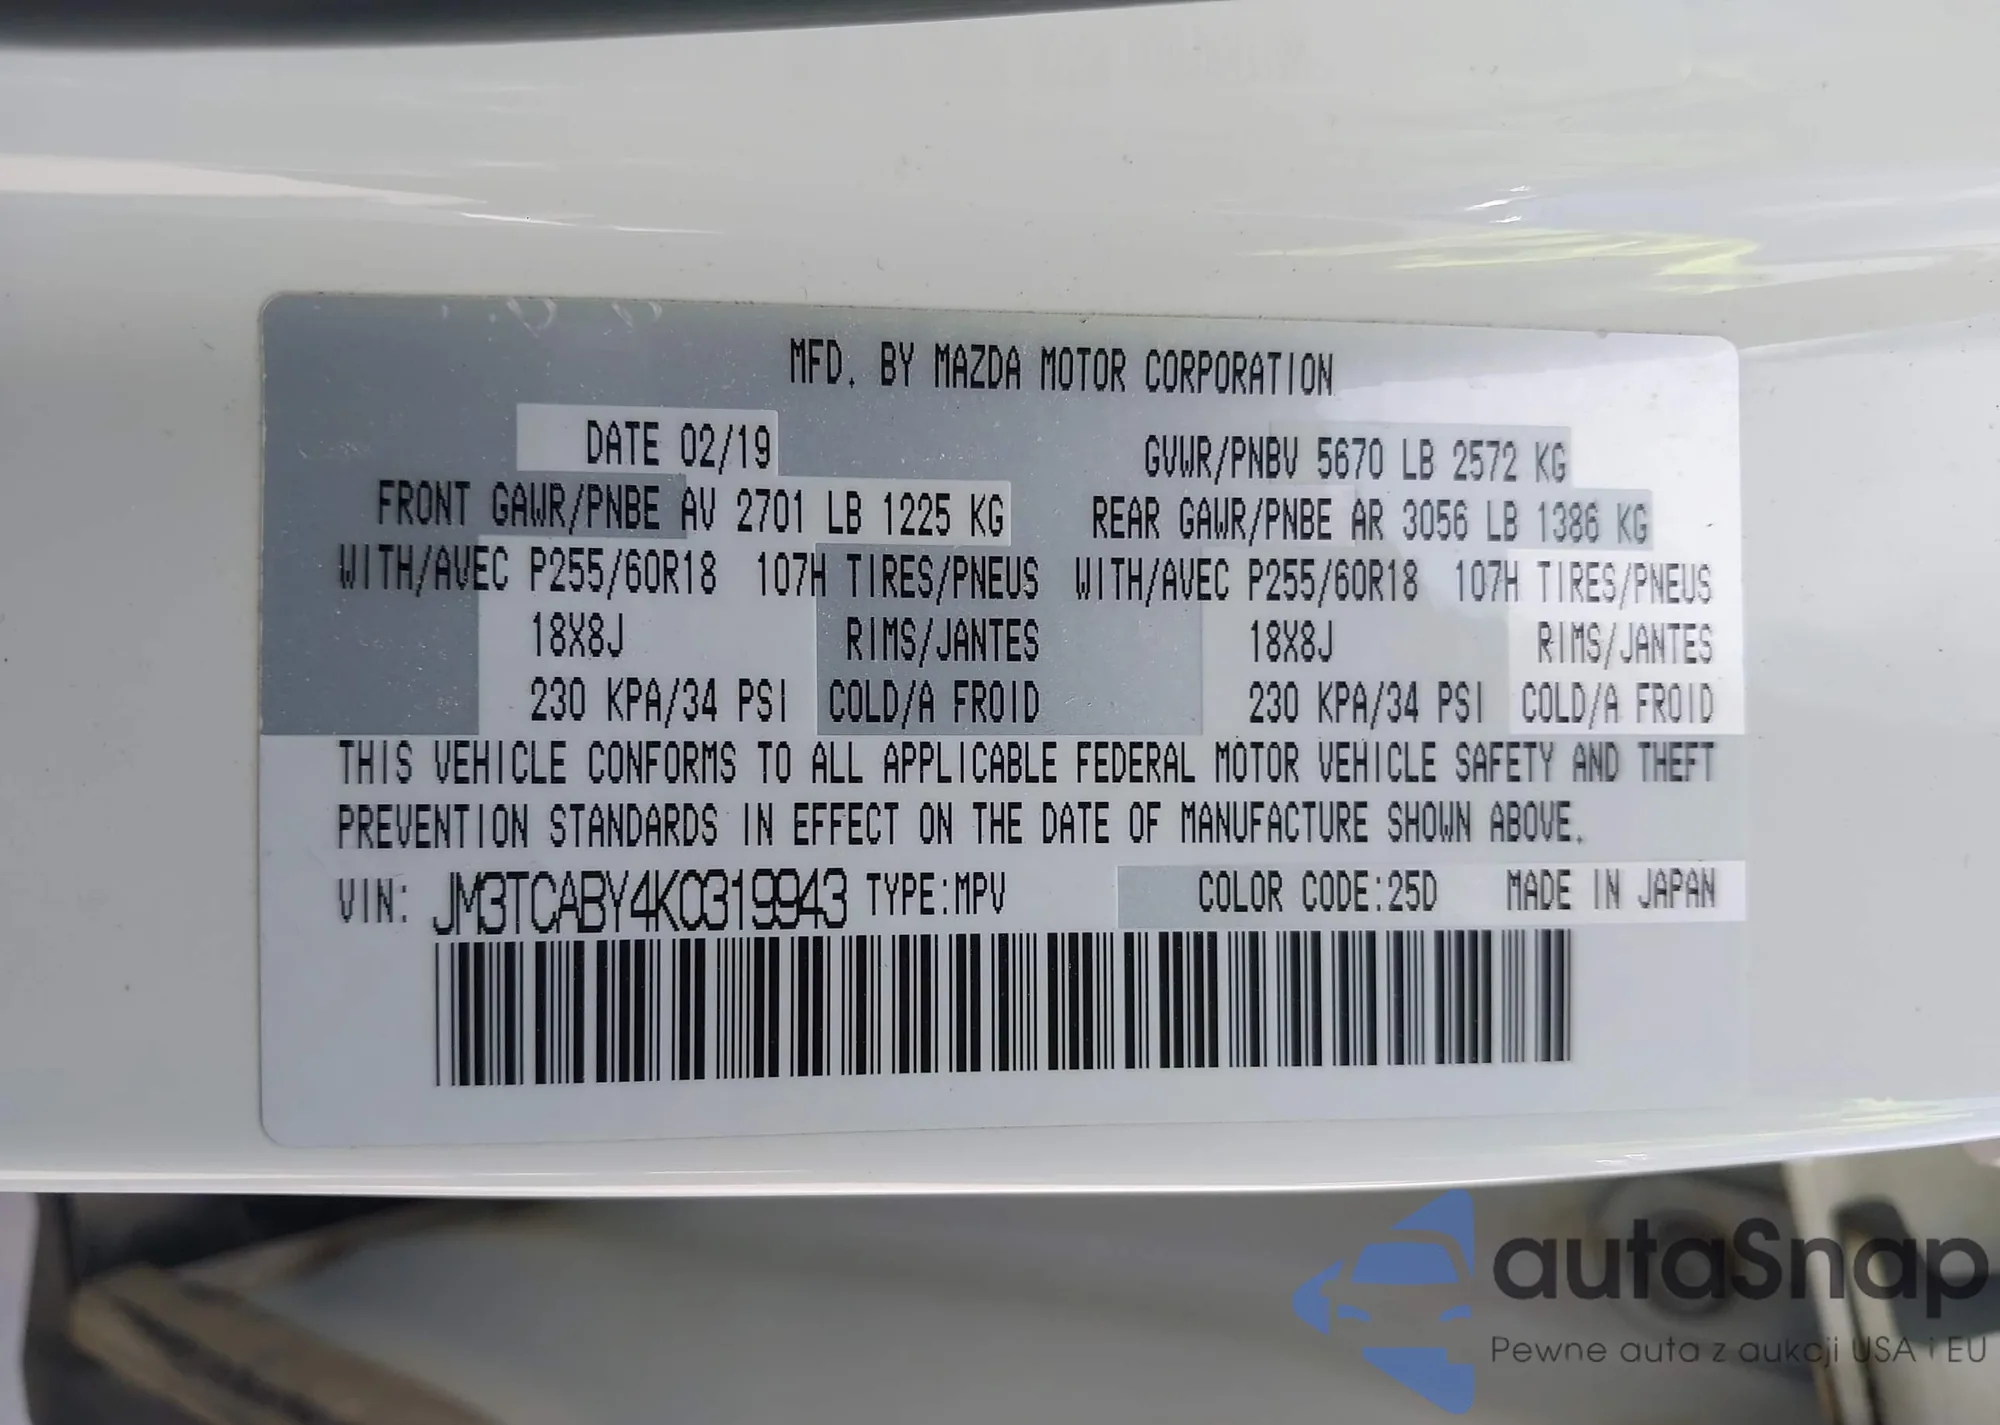 MFD. BY MAZDA MOTOR CORPORATION
DATE 02/19 GVWR/PNBV 5670 LB 2572 KG
FRONT GAWR/PNBE AV 2701 LB 1225 KG REAR GAWR/PNBE AR 3056 LB 1386 KG
WITH/AVEC P255/60R18 107H TIRES/PNEUS WITH/AVEC P255/60R18 107H TIRES/PNEUS
18X8J RIMS/JANTES 18X8J RIMS/JANTES
230 KPA/34 PSI COLD/A FROID 230 KPA/34 PSI COLD/A FROID
THIS VEHICLE CONFORMS TO ALL APPLICABLE FEDERAL MOTOR VEHICLE SAFETY AND THEFT
PREVENTION STANDARDS IN EFFECT ON THE DATE OF MANUFACTURE SHOWN ABOVE.
VIN: JM3TCABY4K0319943 TYPE:MPV COLOR CODE:25D MADE IN JAPAN
autaSnap
Pewne auta z aukcji USA i EU